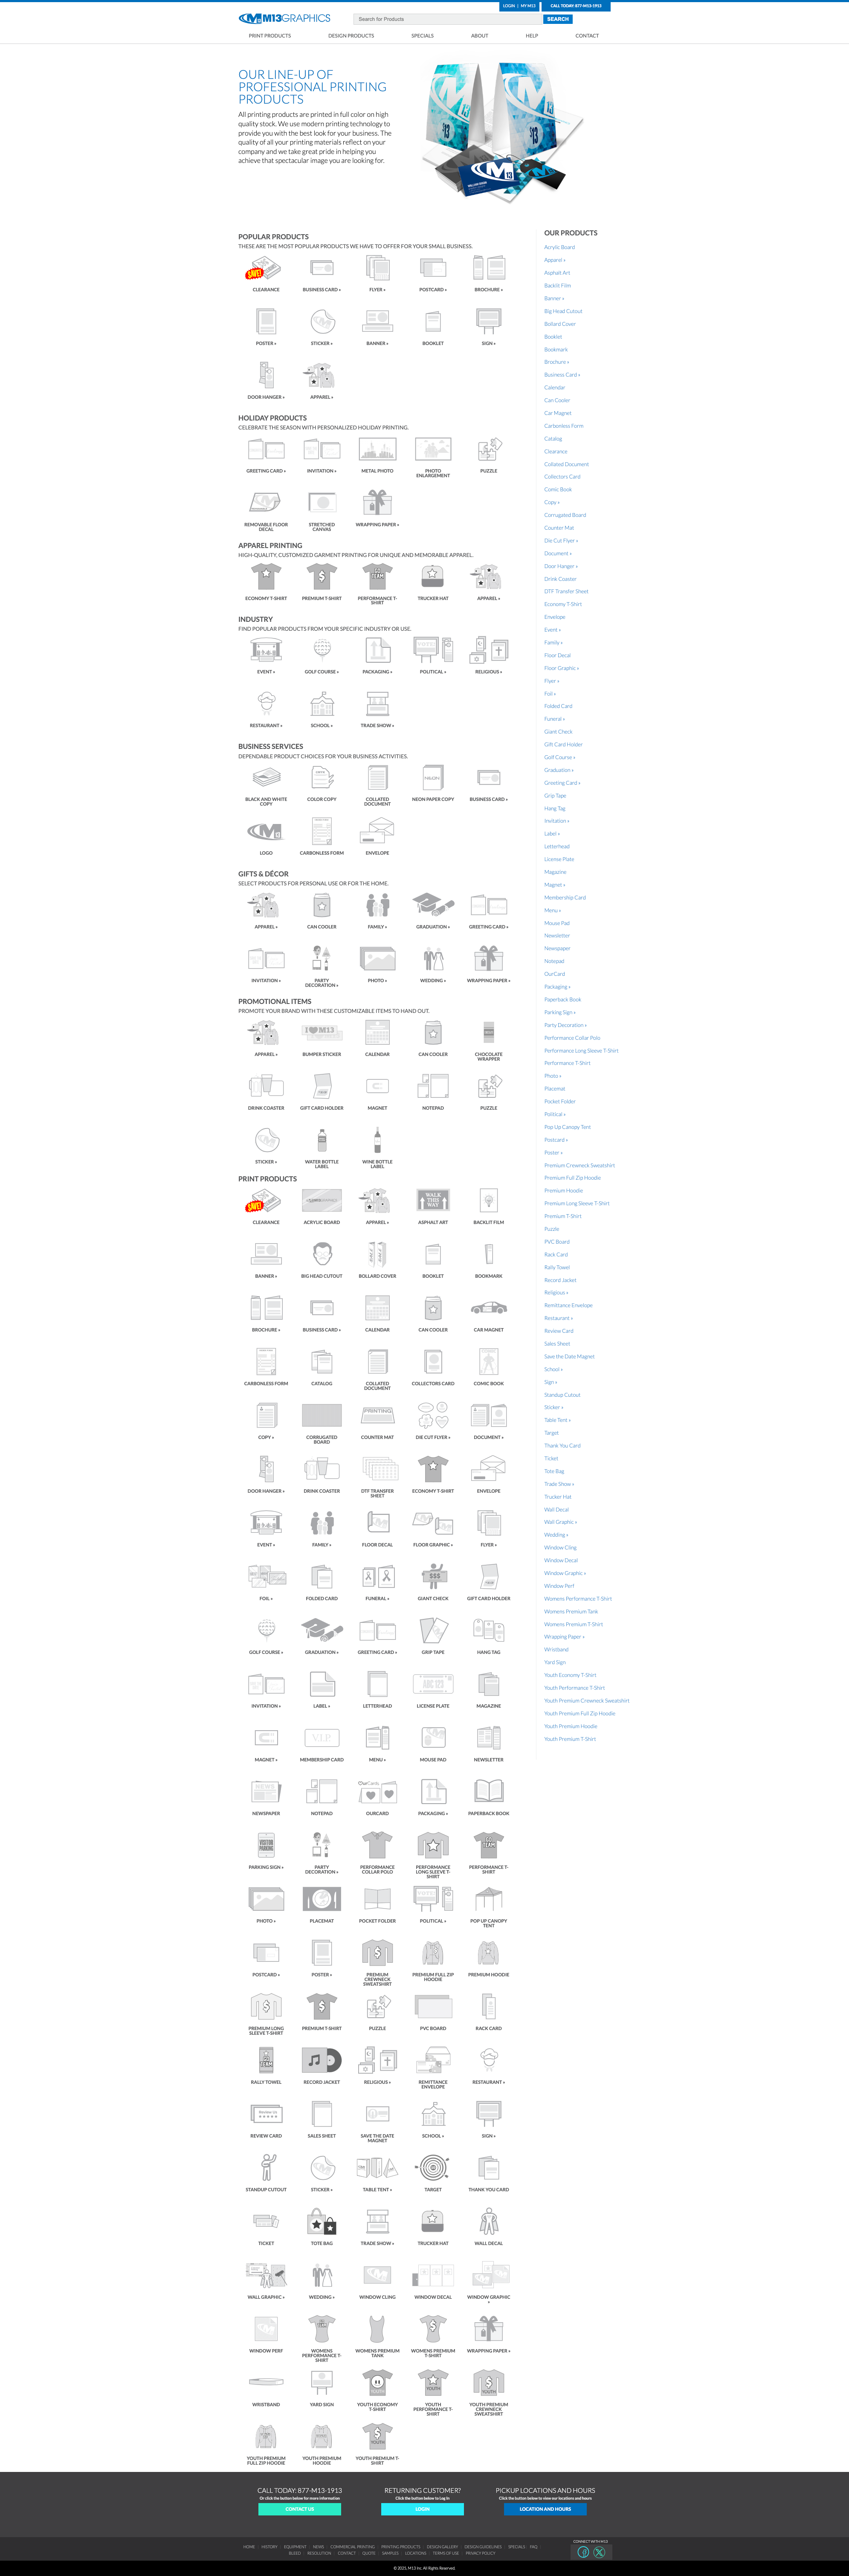 LOGIN | MY M13
CALL TODAY: 877-M13-1913
M13 GRAPHICS
Search for Products
SEARCH
PRINT PRODUCTS
DESIGN PRODUCTS
SPECIALS
ABOUT
HELP
CONTACT
OUR LINE-UP OF
PROFESSIONAL PRINTING
PRODUCTS
All printing products are printed in full color on high
quality stock. We use modern printing technology to
provide you with the best look for your business. The
quality of all your printing materials reflect on your
company and we take great pride in helping you
achieve that spectacular image you are looking for.
POPULAR PRODUCTS
THESE ARE THE MOST POPULAR PRODUCTS WE HAVE TO OFFER FOR YOUR SMALL BUSINESS.
CLEARANCE
BUSINESS CARD »
FLYER »
POSTCARD »
BROCHURE »
POSTER »
STICKER »
BANNER »
BOOKLET
SIGN »
DOOR HANGER »
APPAREL »
HOLIDAY PRODUCTS
CELEBRATE THE SEASON WITH PERSONALIZED HOLIDAY PRINTING.
GREETING CARD »
INVITATION »
METAL PHOTO
PHOTO
ENLARGEMENT
PUZZLE
REMOVABLE FLOOR
DECAL
STRETCHED
CANVAS
WRAPPING PAPER »
APPAREL PRINTING
HIGH-QUALITY, CUSTOMIZED GARMENT PRINTING FOR UNIQUE AND MEMORABLE APPAREL.
ECONOMY T-SHIRT
PREMIUM T-SHIRT
PERFORMANCE T-
SHIRT
TRUCKER HAT
APPAREL »
INDUSTRY
FIND POPULAR PRODUCTS FROM YOUR SPECIFIC INDUSTRY OR USE.
EVENT »
GOLF COURSE »
PACKAGING »
POLITICAL »
RELIGIOUS »
RESTAURANT »
SCHOOL »
TRADE SHOW »
BUSINESS SERVICES
DEPENDABLE PRODUCT CHOICES FOR YOUR BUSINESS ACTIVITIES.
BLACK AND WHITE
COPY
COLOR COPY
COLLATED
DOCUMENT
NEON PAPER COPY
BUSINESS CARD »
LOGO
CARBONLESS FORM
ENVELOPE
GIFTS & DÉCOR
SELECT PRODUCTS FOR PERSONAL USE OR FOR THE HOME.
APPAREL »
CAN COOLER
FAMILY »
GRADUATION »
GREETING CARD »
INVITATION »
PARTY
DECORATION »
PHOTO »
WEDDING »
WRAPPING PAPER »
PROMOTIONAL ITEMS
PROMOTE YOUR BRAND WITH THESE CUSTOMIZABLE ITEMS TO HAND OUT.
APPAREL »
BUMPER STICKER
CALENDAR
CAN COOLER
CHOCOLATE
WRAPPER
DRINK COASTER
GIFT CARD HOLDER
MAGNET
NOTEPAD
PUZZLE
STICKER »
WATER BOTTLE
LABEL
WINE BOTTLE
LABEL
PRINT PRODUCTS
CLEARANCE
ACRYLIC BOARD
APPAREL »
ASPHALT ART
BACKLIT FILM
BANNER »
BIG HEAD CUTOUT
BOLLARD COVER
BOOKLET
BOOKMARK
BROCHURE »
BUSINESS CARD »
CALENDAR
CAN COOLER
CAR MAGNET
CARBONLESS FORM
CATALOG
COLLATED
DOCUMENT
COLLECTORS CARD
COMIC BOOK
COPY »
CORRUGATED
BOARD
COUNTER MAT
DIE CUT FLYER »
DOCUMENT »
DOOR HANGER »
DRINK COASTER
DTF TRANSFER
SHEET
ECONOMY T-SHIRT
ENVELOPE
EVENT »
FAMILY »
FLOOR DECAL
FLOOR GRAPHIC »
FLYER »
FOIL »
FOLDED CARD
FUNERAL »
GIANT CHECK
GIFT CARD HOLDER
GOLF COURSE »
GRADUATION »
GREETING CARD »
GRIP TAPE
HANG TAG
INVITATION »
LABEL »
LETTERHEAD
LICENSE PLATE
MAGAZINE
MAGNET »
MEMBERSHIP CARD
MENU »
MOUSE PAD
NEWSLETTER
NEWSPAPER
NOTEPAD
OURCARD
PACKAGING »
PAPERBACK BOOK
PARKING SIGN »
PARTY
DECORATION »
PERFORMANCE
COLLAR POLO
PERFORMANCE
LONG SLEEVE T-
SHIRT
PERFORMANCE T-
SHIRT
PHOTO »
PLACEMAT
POCKET FOLDER
POLITICAL »
POP UP CANOPY
TENT
POSTCARD »
POSTER »
PREMIUM
CREWNECK
SWEATSHIRT
PREMIUM FULL ZIP
HOODIE
PREMIUM HOODIE
PREMIUM LONG
SLEEVE T-SHIRT
PREMIUM T-SHIRT
PUZZLE
PVC BOARD
RACK CARD
RALLY TOWEL
RECORD JACKET
RELIGIOUS »
REMITTANCE
ENVELOPE
RESTAURANT »
REVIEW CARD
SALES SHEET
SAVE THE DATE
MAGNET
SCHOOL »
SIGN »
STANDUP CUTOUT
STICKER »
TABLE TENT »
TARGET
THANK YOU CARD
TICKET
TOTE BAG
TRADE SHOW »
TRUCKER HAT
WALL DECAL
WALL GRAPHIC »
WEDDING »
WINDOW CLING
WINDOW DECAL
WINDOW GRAPHIC
»
WINDOW PERF
WOMENS
PERFORMANCE T-
SHIRT
WOMENS PREMIUM
TANK
WOMENS PREMIUM
T-SHIRT
WRAPPING PAPER »
WRISTBAND
YARD SIGN
YOUTH ECONOMY
T-SHIRT
YOUTH
PERFORMANCE T-
SHIRT
YOUTH PREMIUM
CREWNECK
SWEATSHIRT
YOUTH PREMIUM
FULL ZIP HOODIE
YOUTH PREMIUM
HOODIE
YOUTH PREMIUM T-
SHIRT
OUR PRODUCTS
Acrylic Board
Apparel »
Asphalt Art
Backlit Film
Banner »
Big Head Cutout
Bollard Cover
Booklet
Bookmark
Brochure »
Business Card »
Calendar
Can Cooler
Car Magnet
Carbonless Form
Catalog
Clearance
Collated Document
Collectors Card
Comic Book
Copy »
Corrugated Board
Counter Mat
Die Cut Flyer »
Document »
Door Hanger »
Drink Coaster
DTF Transfer Sheet
Economy T-Shirt
Envelope
Event »
Family »
Floor Decal
Floor Graphic »
Flyer »
Foil »
Folded Card
Funeral »
Giant Check
Gift Card Holder
Golf Course »
Graduation »
Greeting Card »
Grip Tape
Hang Tag
Invitation »
Label »
Letterhead
License Plate
Magazine
Magnet »
Membership Card
Menu »
Mouse Pad
Newsletter
Newspaper
Notepad
OurCard
Packaging »
Paperback Book
Parking Sign »
Party Decoration »
Performance Collar Polo
Performance Long Sleeve T-Shirt
Performance T-Shirt
Photo »
Placemat
Pocket Folder
Political »
Pop Up Canopy Tent
Postcard »
Poster »
Premium Crewneck Sweatshirt
Premium Full Zip Hoodie
Premium Hoodie
Premium Long Sleeve T-Shirt
Premium T-Shirt
Puzzle
PVC Board
Rack Card
Rally Towel
Record Jacket
Religious »
Remittance Envelope
Restaurant »
Review Card
Sales Sheet
Save the Date Magnet
School »
Sign »
Standup Cutout
Sticker »
Table Tent »
Target
Thank You Card
Ticket
Tote Bag
Trade Show »
Trucker Hat
Wall Decal
Wall Graphic »
Wedding »
Window Cling
Window Decal
Window Graphic »
Window Perf
Womens Performance T-Shirt
Womens Premium Tank
Womens Premium T-Shirt
Wrapping Paper »
Wristband
Yard Sign
Youth Economy T-Shirt
Youth Performance T-Shirt
Youth Premium Crewneck Sweatshirt
Youth Premium Full Zip Hoodie
Youth Premium Hoodie
Youth Premium T-Shirt
CALL TODAY: 877-M13-1913
Or click the button below for more information
CONTACT US
RETURNING CUSTOMER?
Click the button below to Log In
LOGIN
PICKUP LOCATIONS AND HOURS
Click the button below to view our locations and hours
LOCATION AND HOURS
HOME HISTORY EQUIPMENT NEWS COMMERCIAL PRINTING PRINTING PRODUCTS DESIGN GALLERY DESIGN GUIDELINES SPECIALS FAQ
BLEED RESOLUTION CONTACT QUOTE SAMPLES LOCATIONS TERMS OF USE PRIVACY POLICY
CONNECT WITH M13
© 2025, M13 Inc. All Rights Reserved.